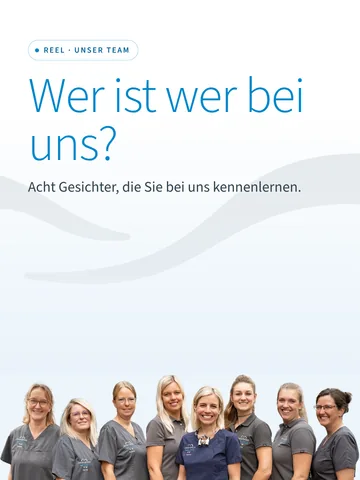 REEL · UNSER TEAM
Wer ist wer bei
uns?
Acht Gesichter, die Sie bei uns kennenlernen.